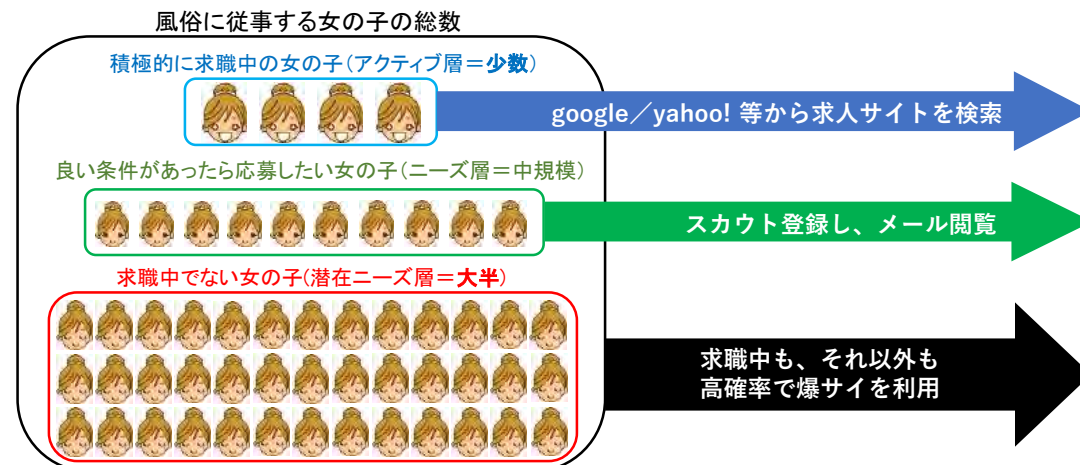 風俗に従事する女の子の総数
積極的に求職中の女の子(アクティブ層=少数)
google／yahoo! 等から求人サイトを検索
良い条件があったら応募したい女の子(ニーズ層=中規模)
スカウト登録し、メール閲覧
求職中でない女の子(潜在ニーズ層=大半)
求職中も、それ以外も
高確率で爆サイを利用